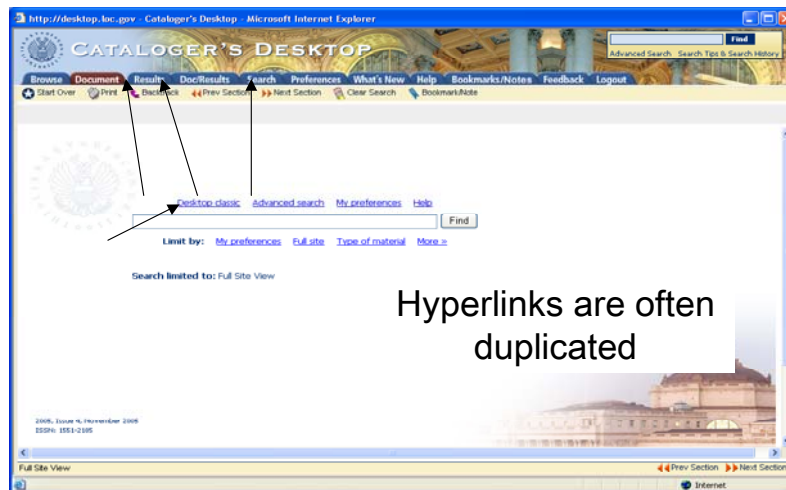 http://desktop.loc.gov - Cataloger's Desktop - Microsoft Internet Explorer
CATALOGER'S DESKTOP
Find
Advanced Search Search Tips & Search History
Browse Document Results Doc/Results Search Preferences What's New Help Bookmarks/Notes Feedback Logout
Start Over Print Backtrack Prev Section Next Section Clear Search Bookmark/Note
Desktop classic Advanced search My preferences Help
Find
Limit by: My preferences Full site Type of material More »
Search limited to: Full Site View
Hyperlinks are often
duplicated
2005, Issue 4, November 2005
ISSN: 1551-2185
Full Site View Prev Section Next Section
Internet